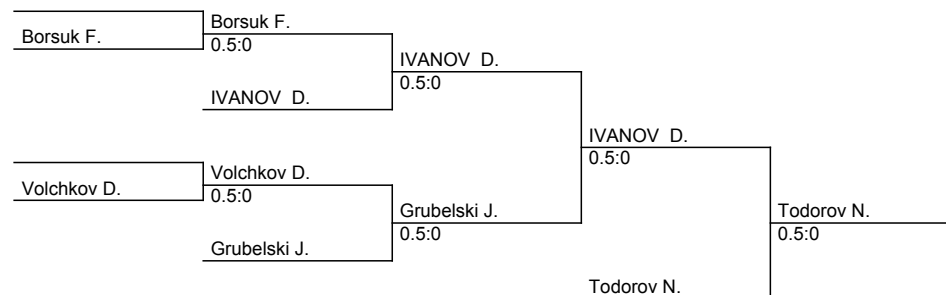 Borsuk F.
Borsuk F.
0.5:0
IVANOV  D.
IVANOV  D.
0.5:0
IVANOV  D.
0.5:0
Volchkov D.
Volchkov D.
0.5:0
Grubelski J.
Grubelski J.
0.5:0
Todorov N.
0.5:0
Todorov N.